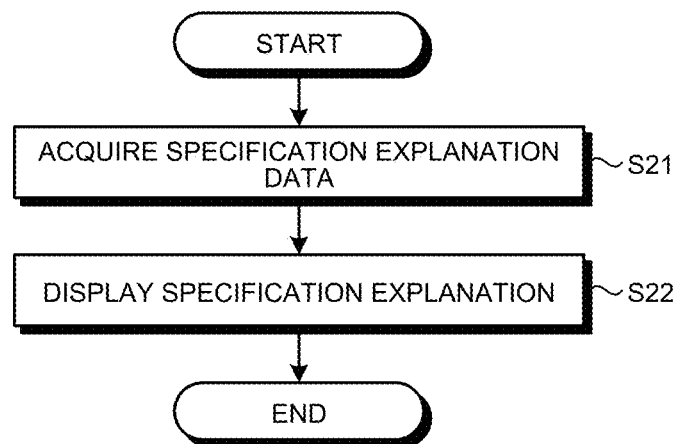 START
ACQUIRE SPECIFICATION EXPLANATION
DATA
S21
DISPLAY SPECIFICATION EXPLANATION
S22
END